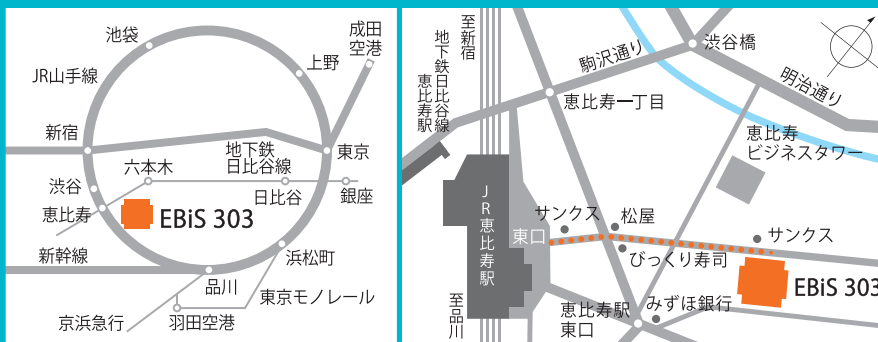 池袋
成田
空港
上野
JR山手線
新宿
地下鉄
日比谷線
東京
六本木
渋谷
日比谷
銀座
恵比寿
EBiS 303
新幹線
浜松町
品川
東京モノレール
京浜急行
羽田空港
至新宿
地下鉄日比谷線
恵比寿駅
駒沢通り
渋谷橋
明治通り
恵比寿一丁目
恵比寿
ビジネスタワー
JR恵比寿駅
東口
サンクス
松屋
サンクス
びっくり寿司
EBiS 303
至品川
恵比寿駅
東口
みずほ銀行